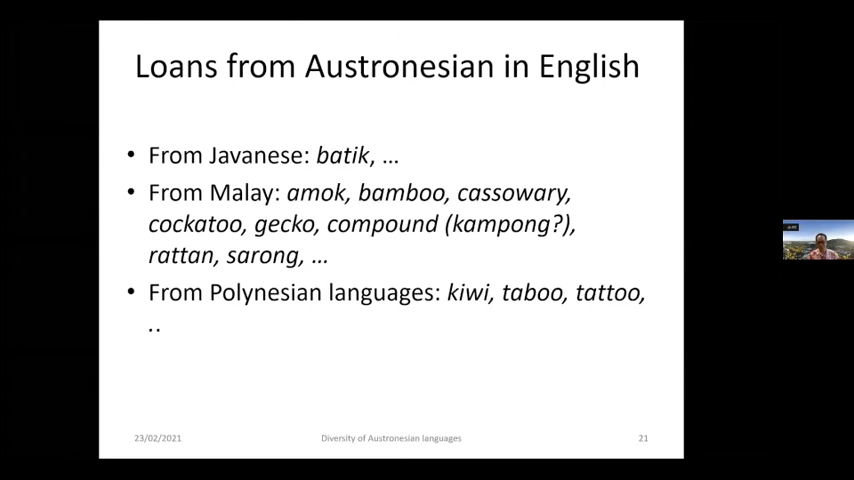 Loans from Austronesian in English
• From Javanese: batik, …
• From Malay: amok, bamboo, cassowary,
cockatoo, gecko, compound (kampong?),
rattan, sarong, …
• From Polynesian languages: kiwi, taboo, tattoo,
..
23/02/2021 Diversity of Austronesian languages 21